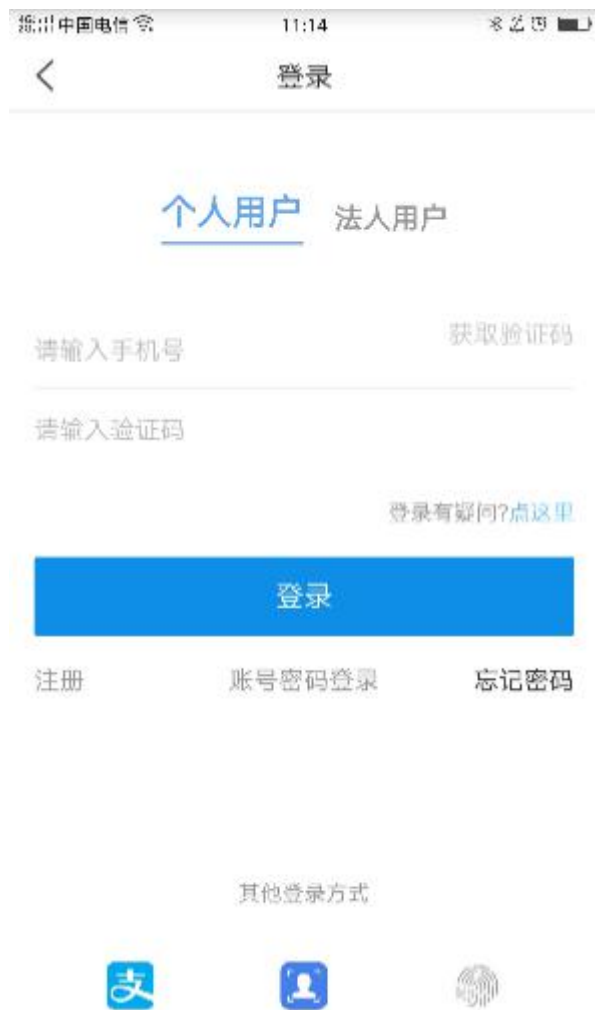 中国电信 11:14
登录
个人用户 法人用户
请输入手机号 获取验证码
请输入验证码
登录有疑问?点这里
登录
注册 账号密码登录 忘记密码
其他登录方式
支